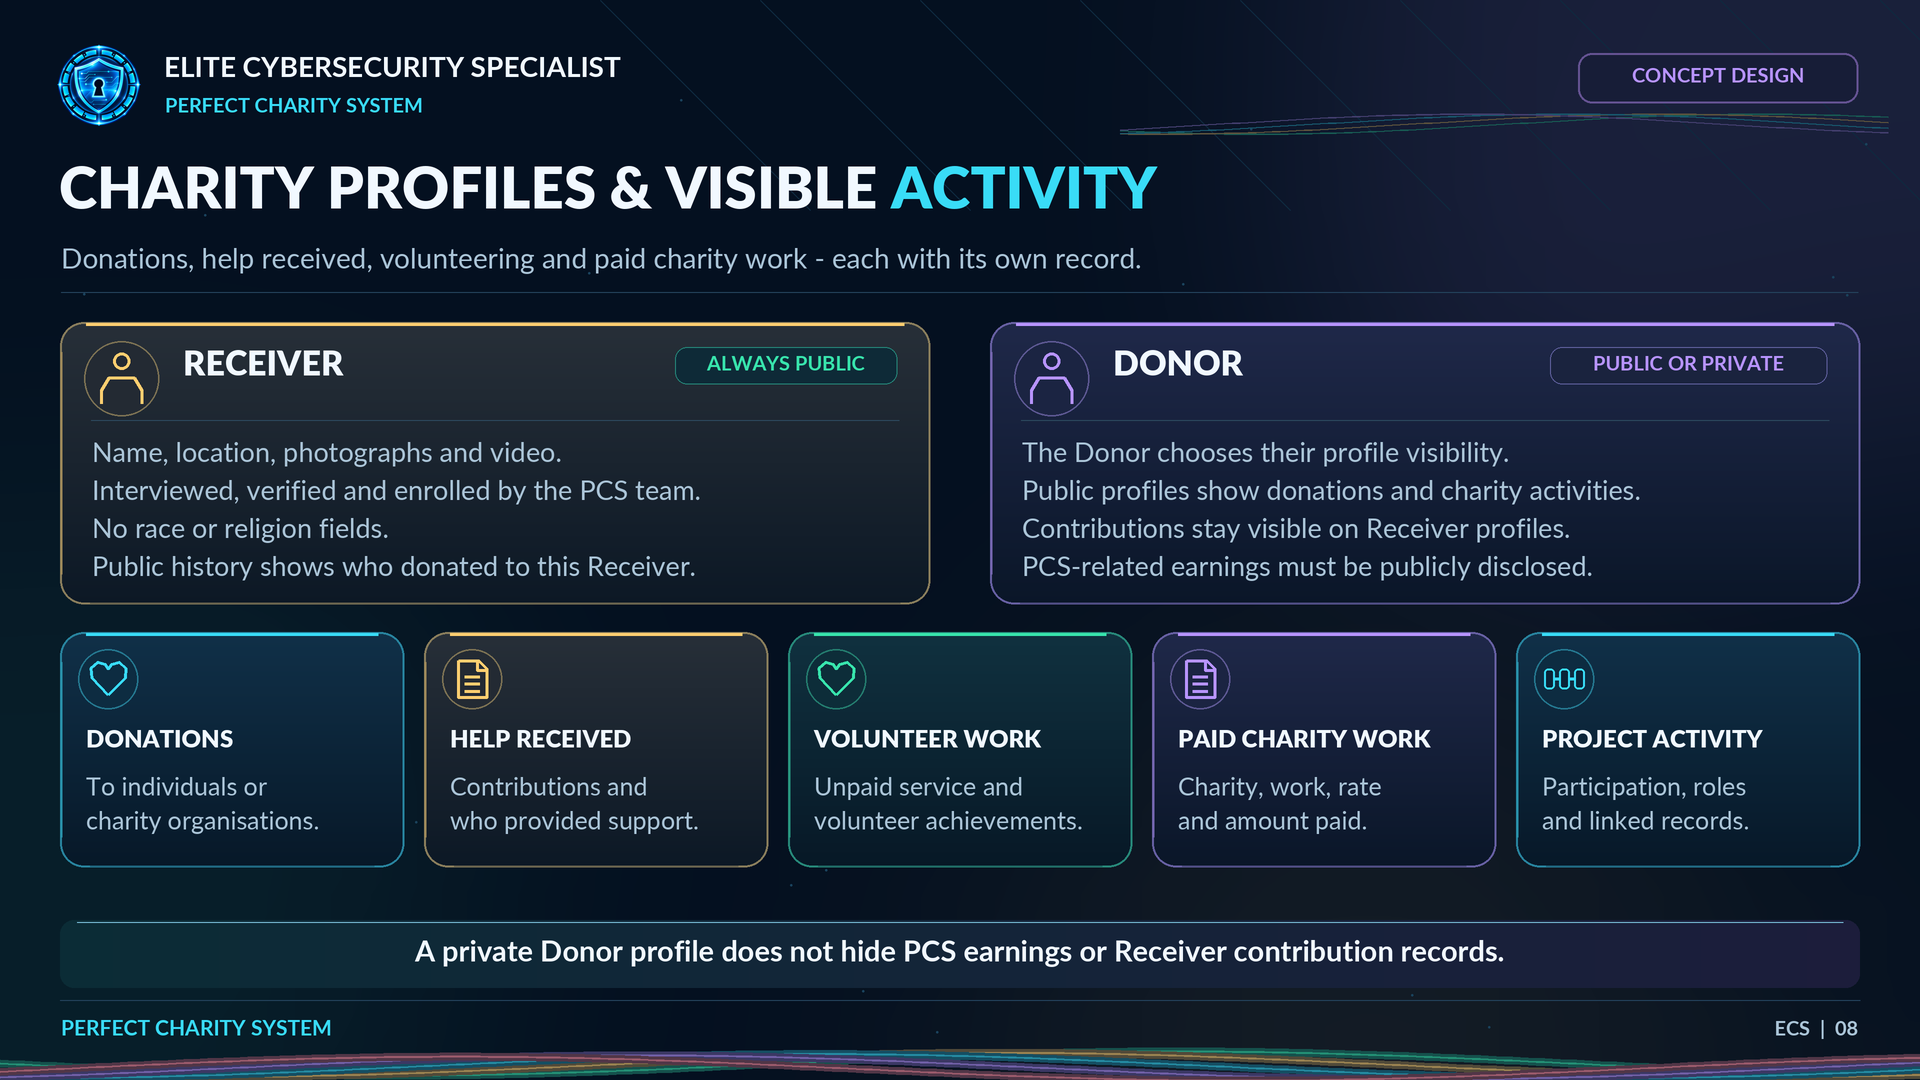 ELITE CYBERSECURITY SPECIALIST
PERFECT CHARITY SYSTEM
CONCEPT DESIGN
CHARITY PROFILES & VISIBLE ACTIVITY
Donations, help received, volunteering and paid charity work - each with its own record.
RECEIVER
ALWAYS PUBLIC
Name, location, photographs and video.
Interviewed, verified and enrolled by the PCS team.
No race or religion fields.
Public history shows who donated to this Receiver.
DONOR
PUBLIC OR PRIVATE
The Donor chooses their profile visibility.
Public profiles show donations and charity activities.
Contributions stay visible on Receiver profiles.
PCS-related earnings must be publicly disclosed.
DONATIONS
To individuals or
charity organisations.
HELP RECEIVED
Contributions and
who provided support.
VOLUNTEER WORK
Unpaid service and
volunteer achievements.
PAID CHARITY WORK
Charity, work, rate
and amount paid.
PROJECT ACTIVITY
Participation, roles
and linked records.
A private Donor profile does not hide PCS earnings or Receiver contribution records.
PERFECT CHARITY SYSTEM
ECS | 08